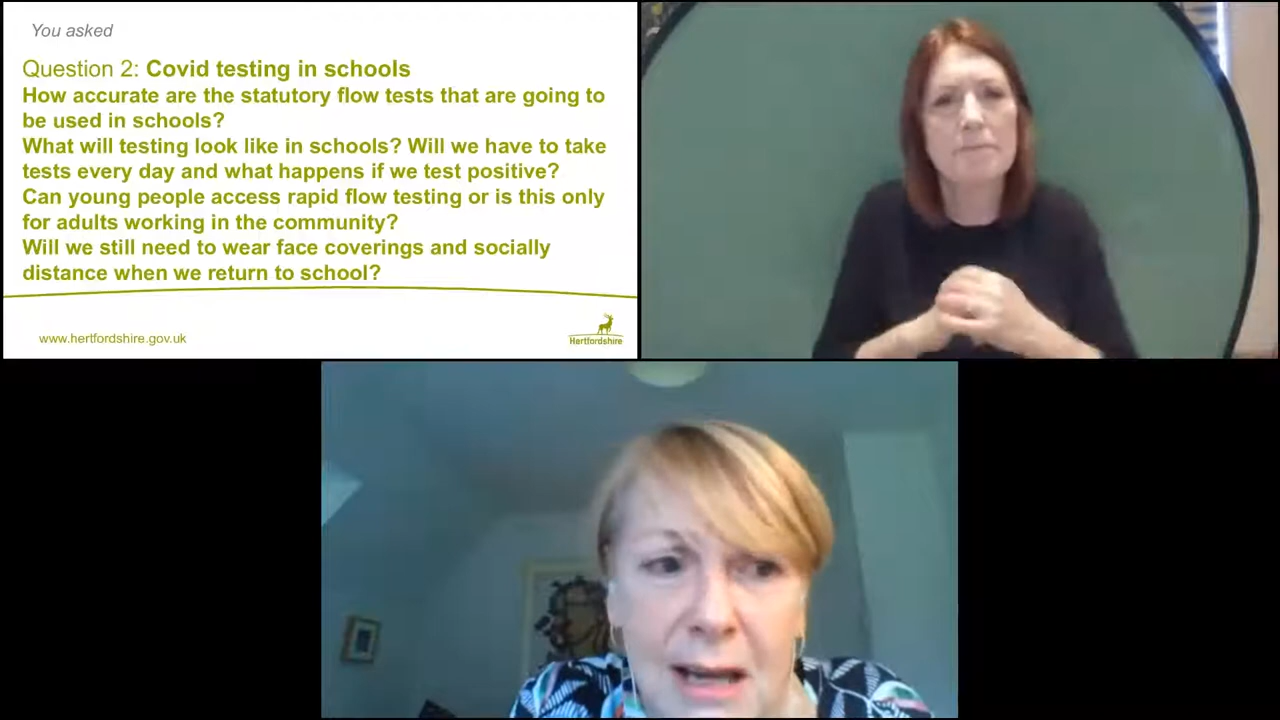 You asked
Question 2: Covid testing in schools
How accurate are the statutory flow tests that are going to
be used in schools?
What will testing look like in schools? Will we have to take
tests every day and what happens if we test positive?
Can young people access rapid flow testing or is this only
for adults working in the community?
Will we still need to wear face coverings and socially
distance when we return to school?
www.hertfordshire.gov.uk
Hertfordshire